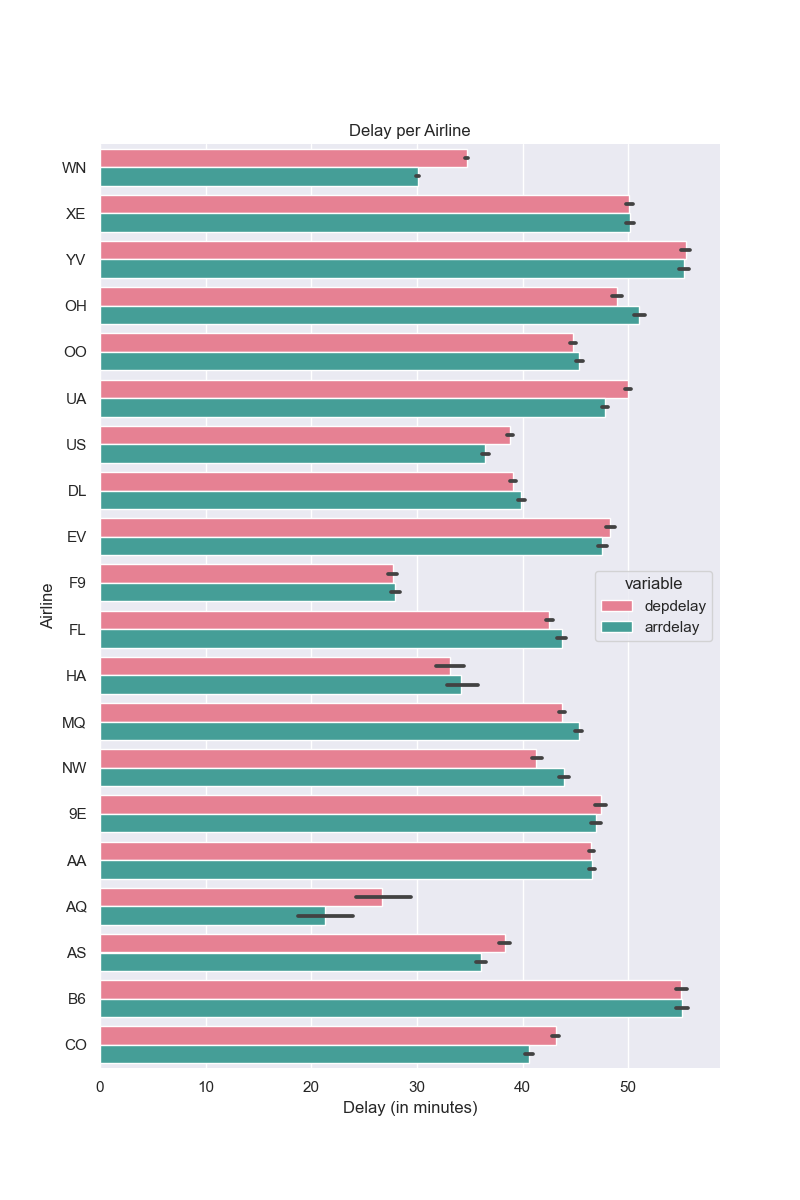 Delay per Airline
WN
XE
YV
OH
OO
UA
US
DL
EV
F9
FL
HA
MQ
NW
9E
AA
AQ
AS
B6
CO
Airline
variable
depdelay
arrdelay
0 10 20 30 40 50
Delay (in minutes)